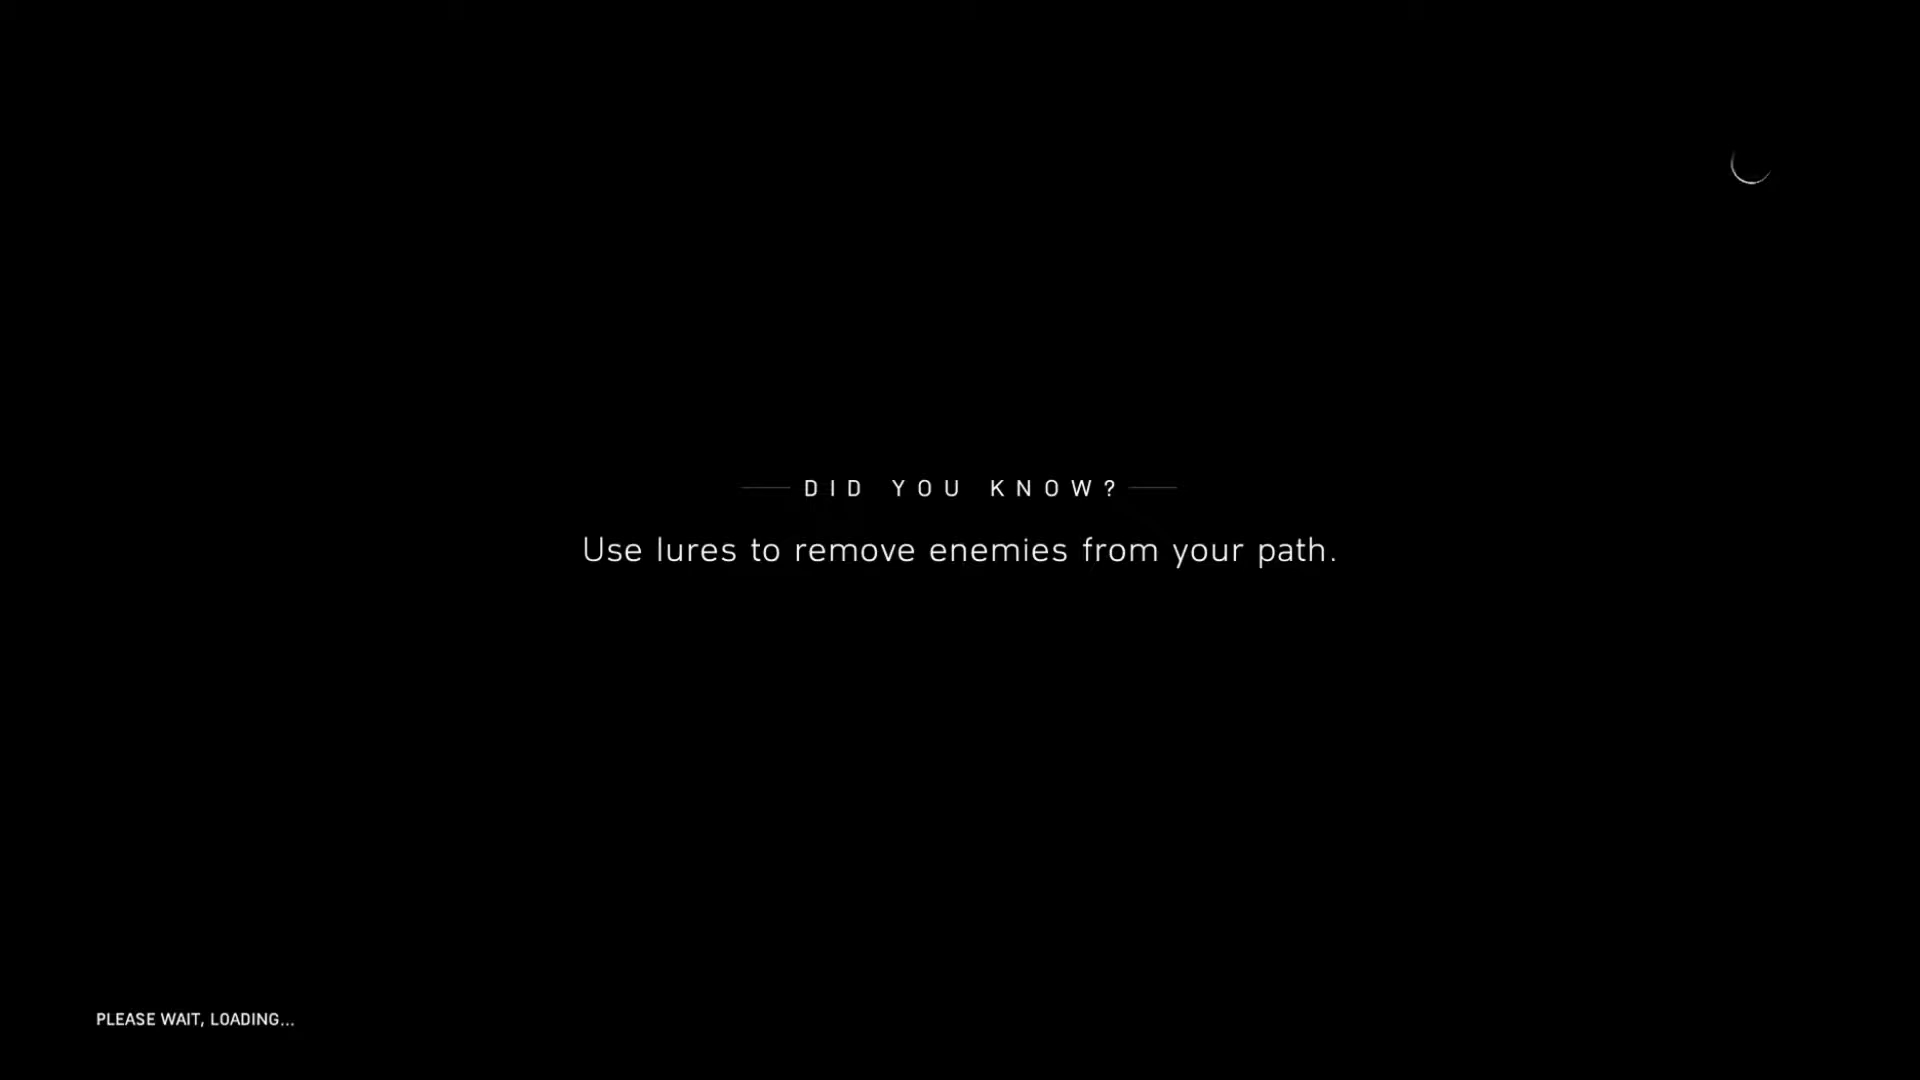 DID YOU KNOW?
Use lures to remove enemies from your path.
PLEASE WAIT, LOADING...